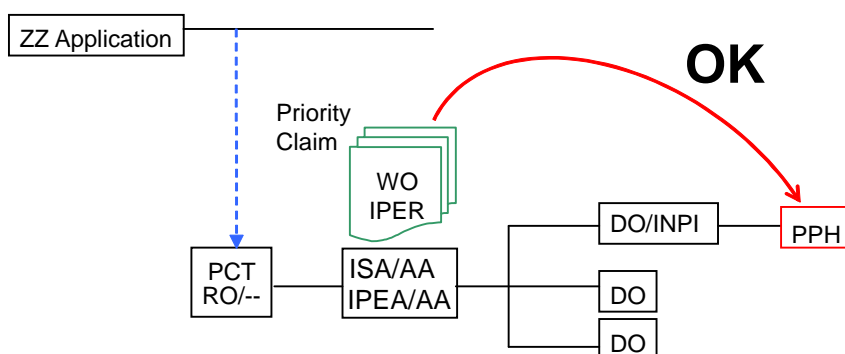 ZZ Application
OK
Priority
Claim
WO
IPER
DO/INPI
PPH
PCT
RO/--
ISA/AA
IPEA/AA
DO
DO